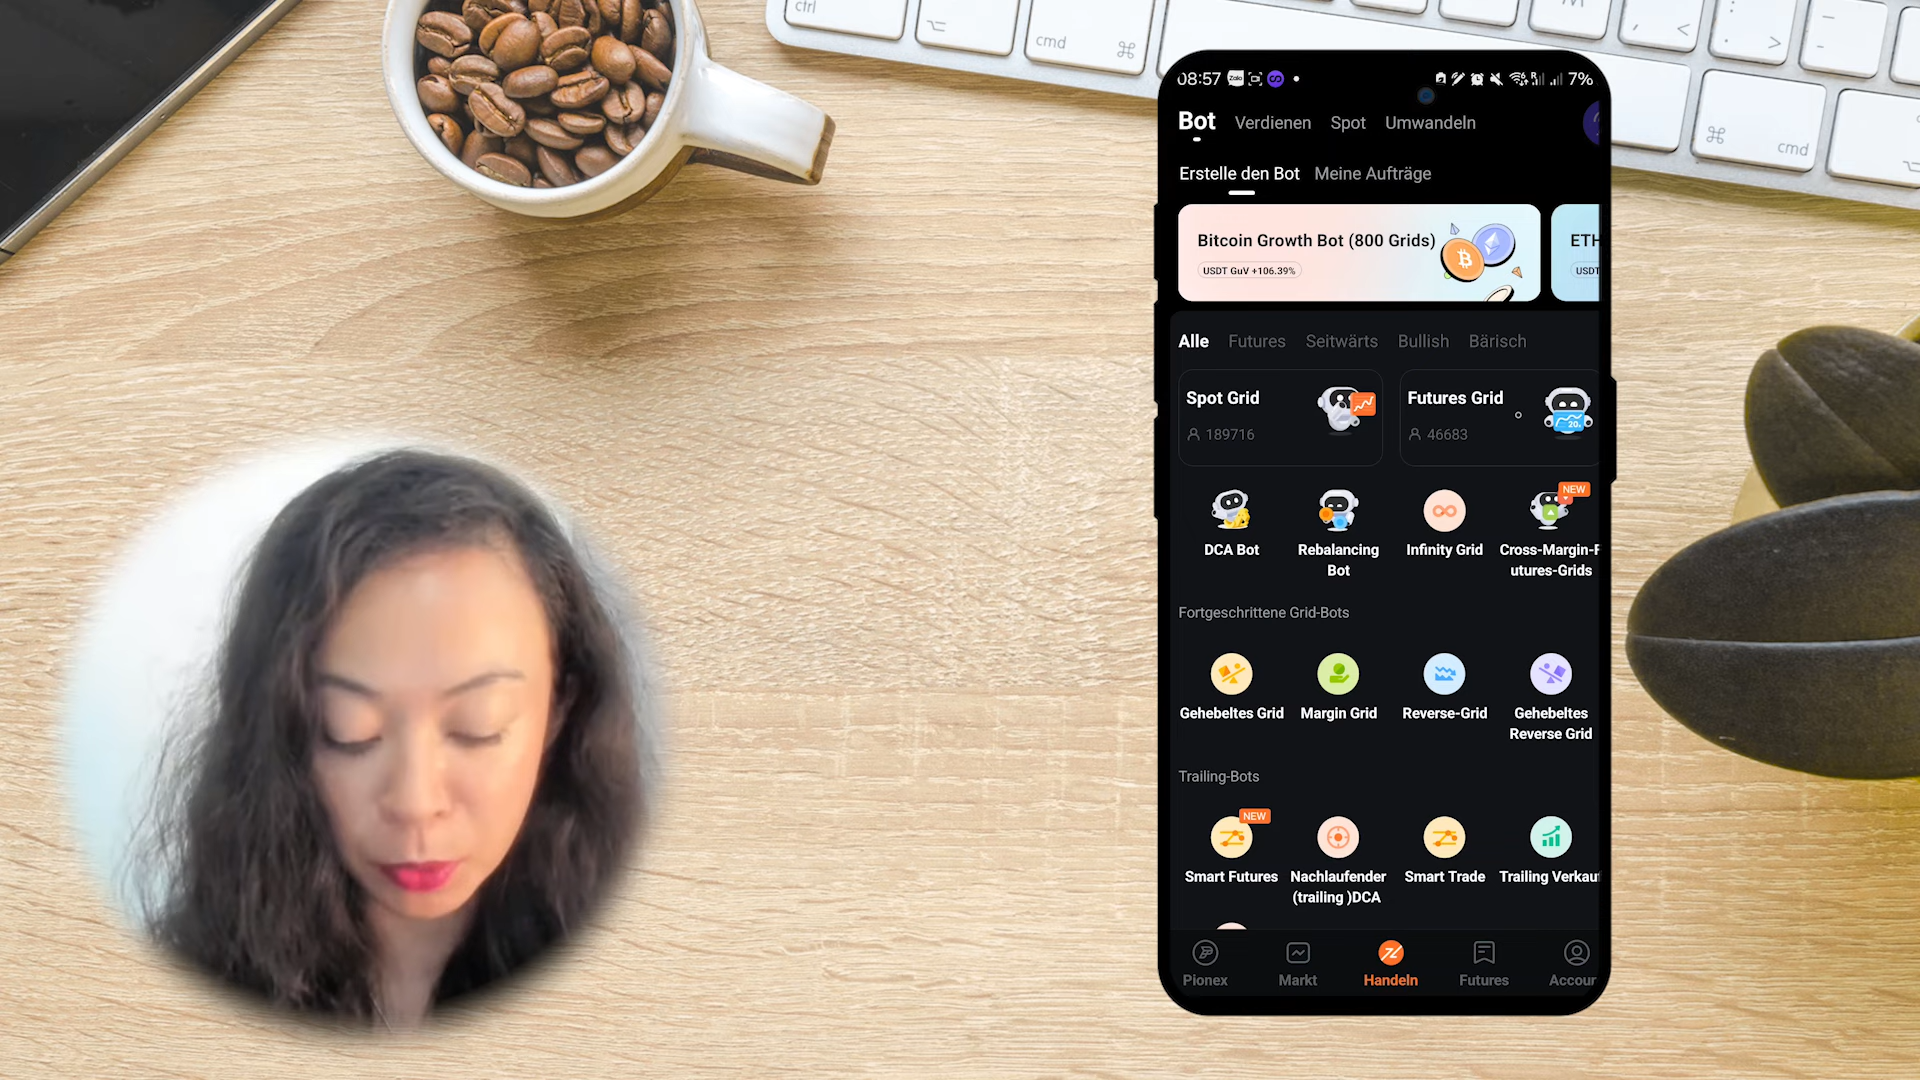 ctrl
cmd
cmd
08:57
Zalo
7%
Bot Verdienen Spot Umwandeln
Erstelle den Bot Meine Aufträge
Bitcoin Growth Bot (800 Grids)
USDT GuV +106.39%
ETH
USDT
Alle Futures Seitwärts Bullish Bärisch
Spot Grid
189716
Futures Grid
46683
20x
NEW
DCA Bot
Rebalancing
Bot
Infinity Grid
Cross-Margin-F
utures-Grids
Fortgeschrittene Grid-Bots
Gehebeltes Grid
Margin Grid
Reverse-Grid
Gehebeltes
Reverse Grid
Trailing-Bots
NEW
Smart Futures
Nachlaufender
(trailing )DCA
Smart Trade
Trailing Verkauf
Pionex Markt Handeln Futures Accoun